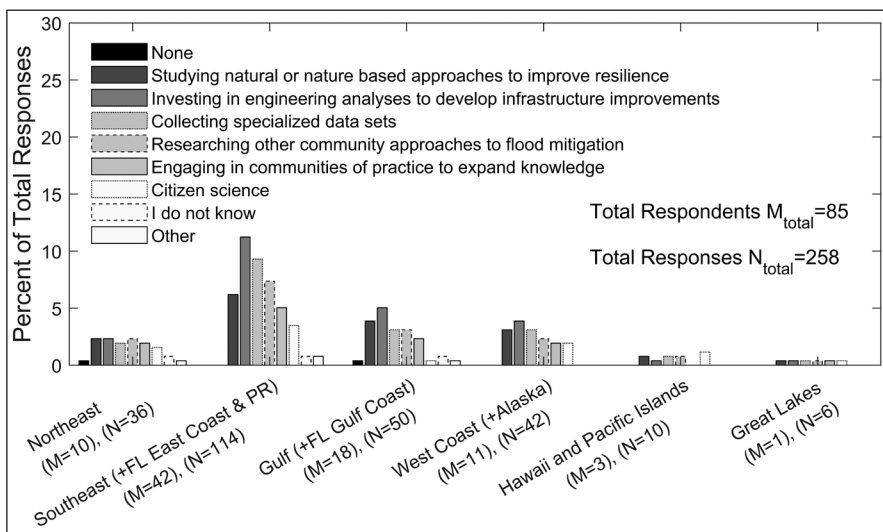 Percent of Total Responses
30
25
20
15
10
5
0
None
Studying natural or nature based approaches to improve resilience
Investing in engineering analyses to develop infrastructure improvements
Collecting specialized data sets
Researching other community approaches to flood mitigation
Engaging in communities of practice to expand knowledge
Citizen science
I do not know
Other
Total Respondents M_total=85
Total Responses N_total=258
Northeast
(M=10), (N=36)
Southeast (+FL East Coast & PR)
(M=42), (N=114)
Gulf (+FL Gulf Coast)
(M=18), (N=50)
West Coast (+Alaska)
(M=11), (N=42)
Hawaii and Pacific Islands
(M=3), (N=10)
Great Lakes
(M=1), (N=6)